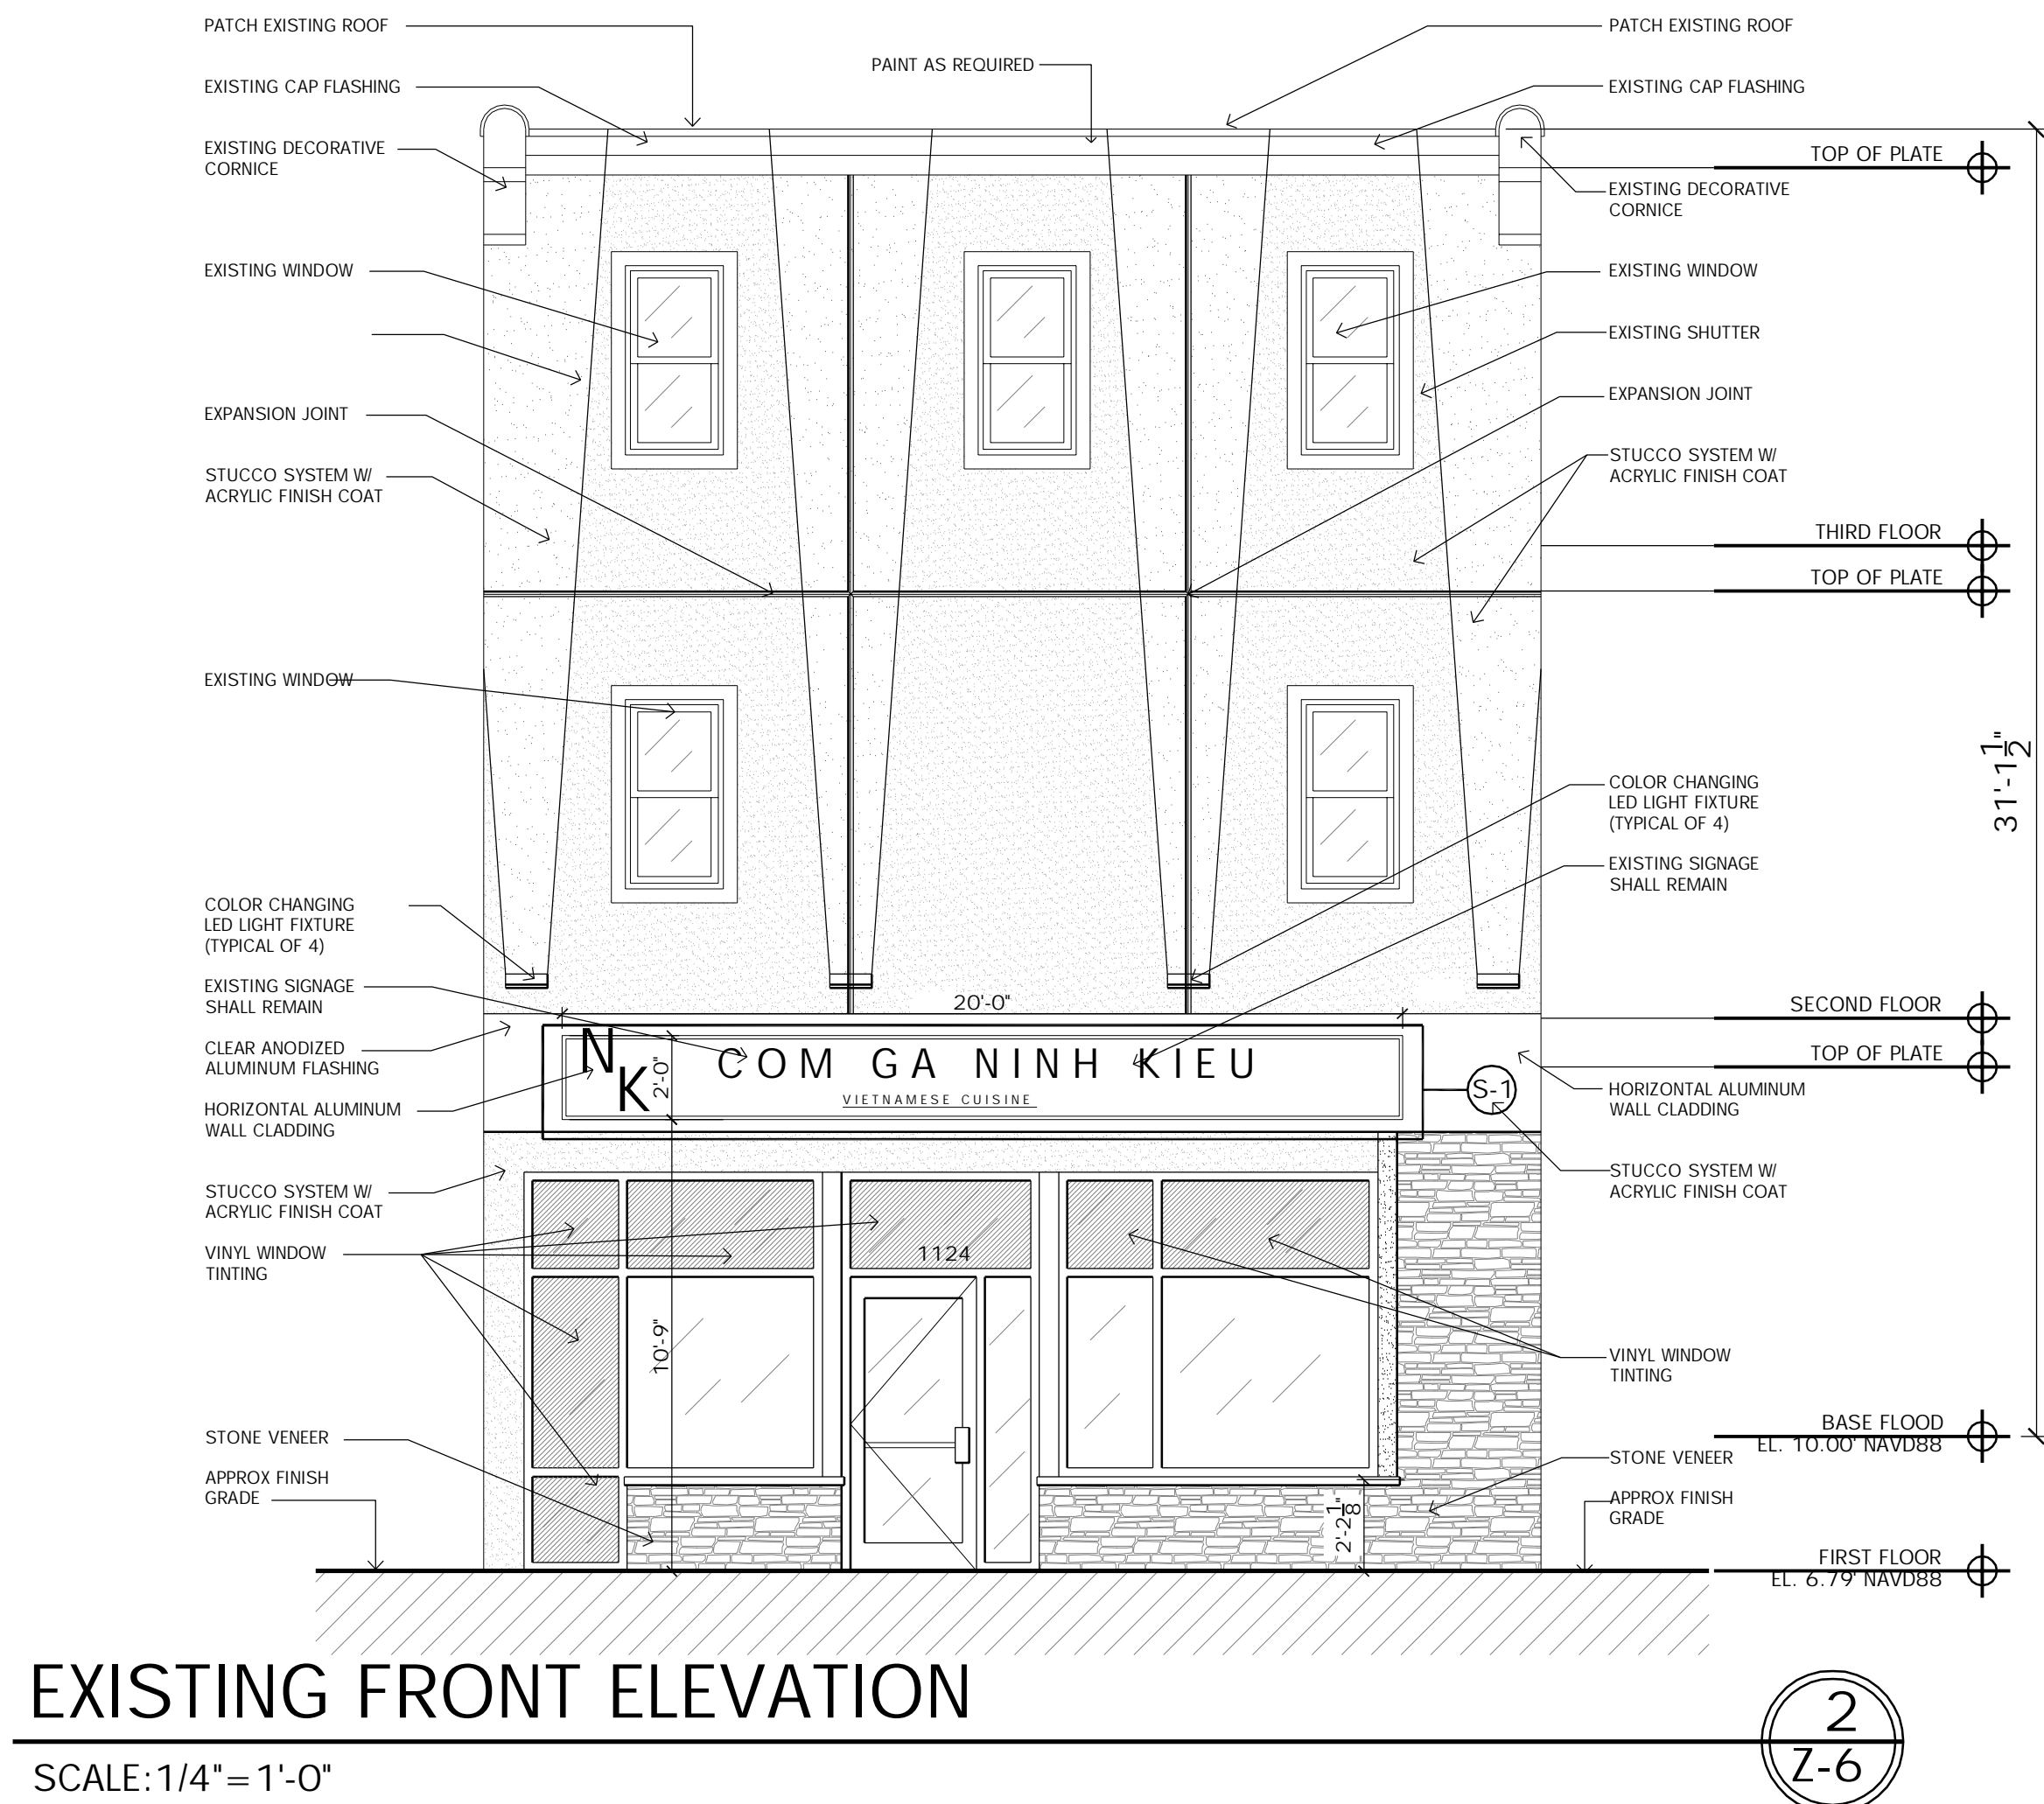 PATCH EXISTING ROOF
PAINT AS REQUIRED
PATCH EXISTING ROOF
EXISTING CAP FLASHING
EXISTING CAP FLASHING
EXISTING DECORATIVE
CORNICE
TOP OF PLATE
EXISTING DECORATIVE
CORNICE
EXISTING WINDOW
EXISTING WINDOW
EXISTING SHUTTER
EXPANSION JOINT
EXPANSION JOINT
STUCCO SYSTEM W/
ACRYLIC FINISH COAT
STUCCO SYSTEM W/
ACRYLIC FINISH COAT
THIRD FLOOR
TOP OF PLATE
EXISTING WINDOW
31'-1 1/2"
COLOR CHANGING
LED LIGHT FIXTURE
(TYPICAL OF 4)
EXISTING SIGNAGE
SHALL REMAIN
COLOR CHANGING
LED LIGHT FIXTURE
(TYPICAL OF 4)
EXISTING SIGNAGE
SHALL REMAIN
20'-0"
SECOND FLOOR
CLEAR ANODIZED
ALUMINUM FLASHING
NK
2'-0"
COM GA NINH KIEU
VIETNAMESE CUISINE
S-1
TOP OF PLATE
HORIZONTAL ALUMINUM
WALL CLADDING
HORIZONTAL ALUMINUM
WALL CLADDING
STUCCO SYSTEM W/
ACRYLIC FINISH COAT
STUCCO SYSTEM W/
ACRYLIC FINISH COAT
VINYL WINDOW
TINTING
1124
10'-9"
VINYL WINDOW
TINTING
BASE FLOOD
EL. 10.00' NAVD88
STONE VENEER
STONE VENEER
APPROX FINISH
GRADE
2'-2 1/8"
APPROX FINISH
GRADE
FIRST FLOOR
EL. 6.79' NAVD88
EXISTING FRONT ELEVATION
2
Z-6
SCALE:1/4"=1'-0"